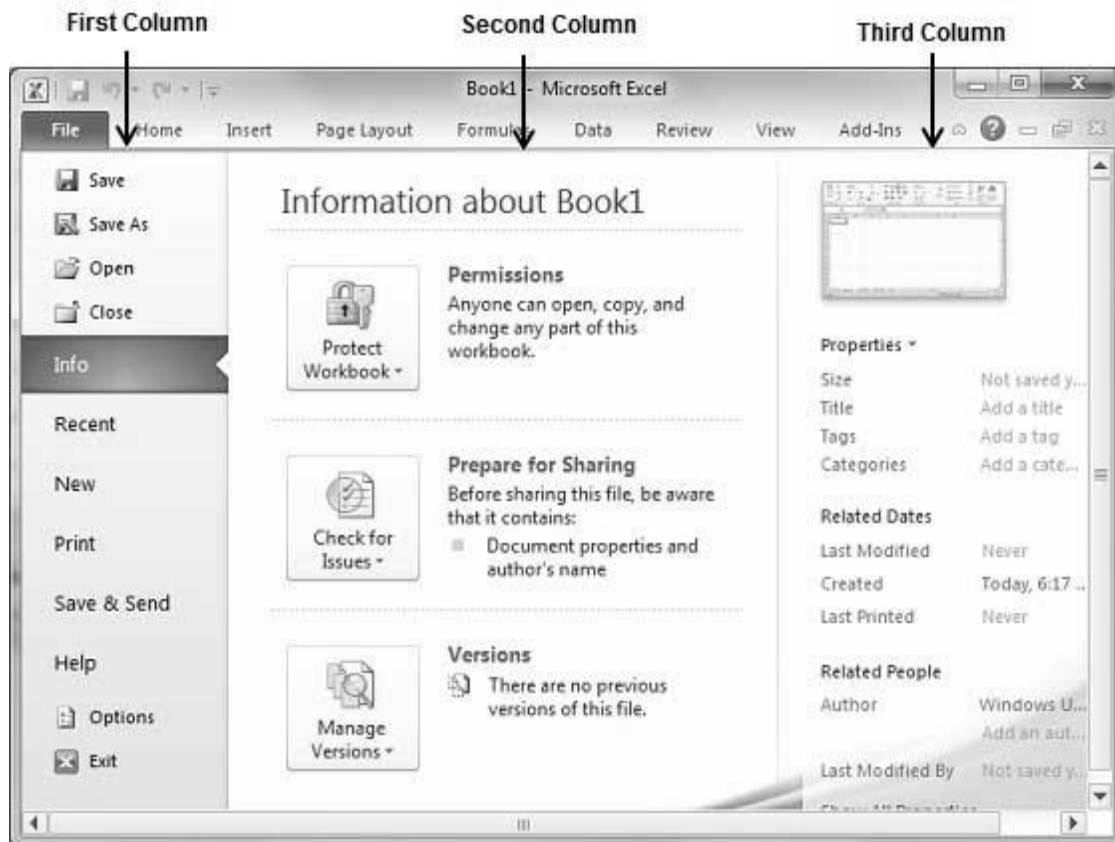 First Column
Second Column
Third Column
Book1 - Microsoft Excel
File Home Insert Page Layout Formulas Data Review View Add-Ins
Save
Save As
Open
Close
Info
Recent
New
Print
Save & Send
Help
Options
Exit
Information about Book1
Protect
Workbook
Permissions
Anyone can open, copy, and
change any part of this
workbook.
Check for
Issues
Prepare for Sharing
Before sharing this file, be aware
that it contains:
Document properties and
author's name
Manage
Versions
Versions
There are no previous
versions of this file.
Properties
Size Not saved y...
Title Add a title
Tags Add a tag
Categories Add a cate...
Related Dates
Last Modified Never
Created Today, 6:17 ...
Last Printed Never
Related People
Author Windows U...
Add an aut...
Last Modified By Not saved y...